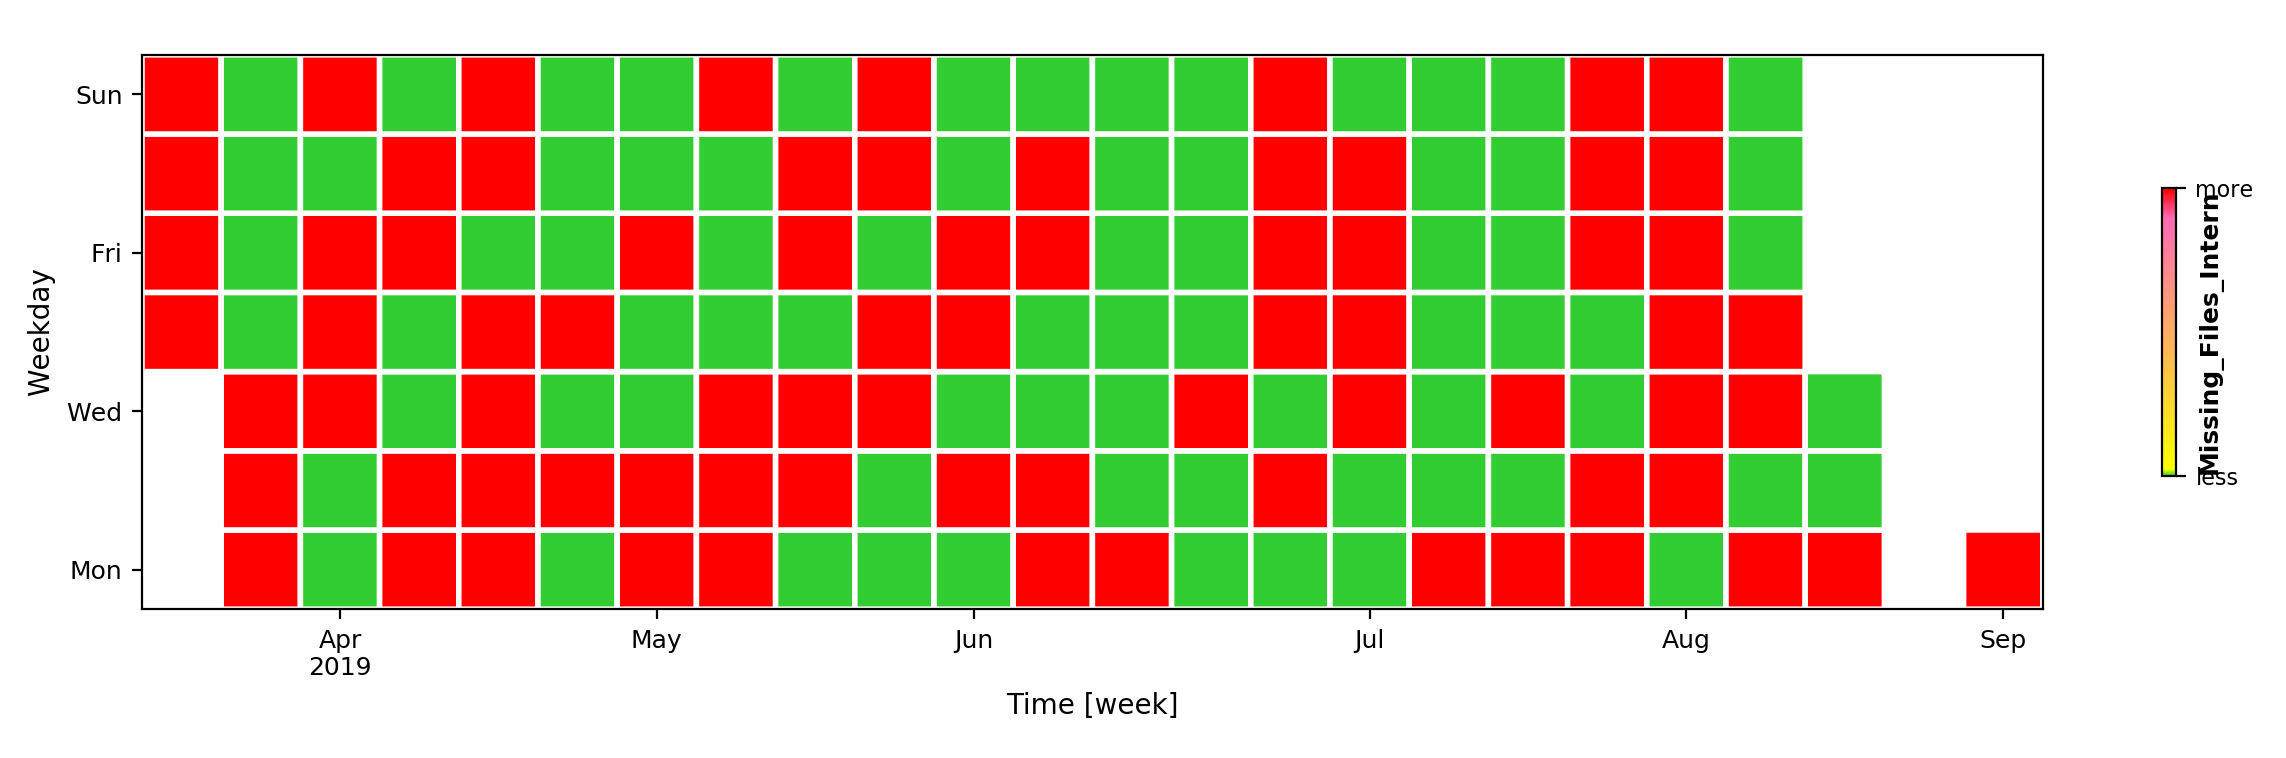 Sun
Fri
Wed
Mon
Weekday
Apr
2019
May
Jun
Jul
Aug
Sep
Time [week]
more
less
Missing_Files_Intern